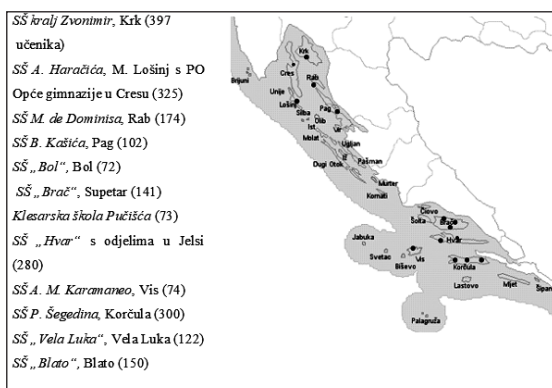 SŠ kralj Zvonimir, Krk (397
učenika)
SŠ A. Haračića, M. Lošinj s PO
Opće gimnazije u Cresu (325)
SŠ M. de Dominisa, Rab (174)
SŠ B. Kašića, Pag (102)
SŠ „Bol“, Bol (72)
SŠ „Brač“, Supetar (141)
Klesarska škola Pučišća (73)
SŠ „Hvar“ s odjelima u Jelsi
(280)
SŠ A. M. Karamaneo, Vis (74)
SŠ P. Šegedina, Korčula (300)
SŠ „Vela Luka“, Vela Luka (122)
SŠ „Blato“, Blato (150)
Krk
Cres
Brijuni
Rab
Unije
Lošinj
Silba
Pag
Olib
Ist
Vir
Molat
Ugljan
Dugi Otok
Pašman
Murter
Kornati
Čiovo
Šolta
Brač
Hvar
Jabuka
Svetac
Vis
Biševo
Korčula
Lastovo
Mljet
Šipan
Palagruža